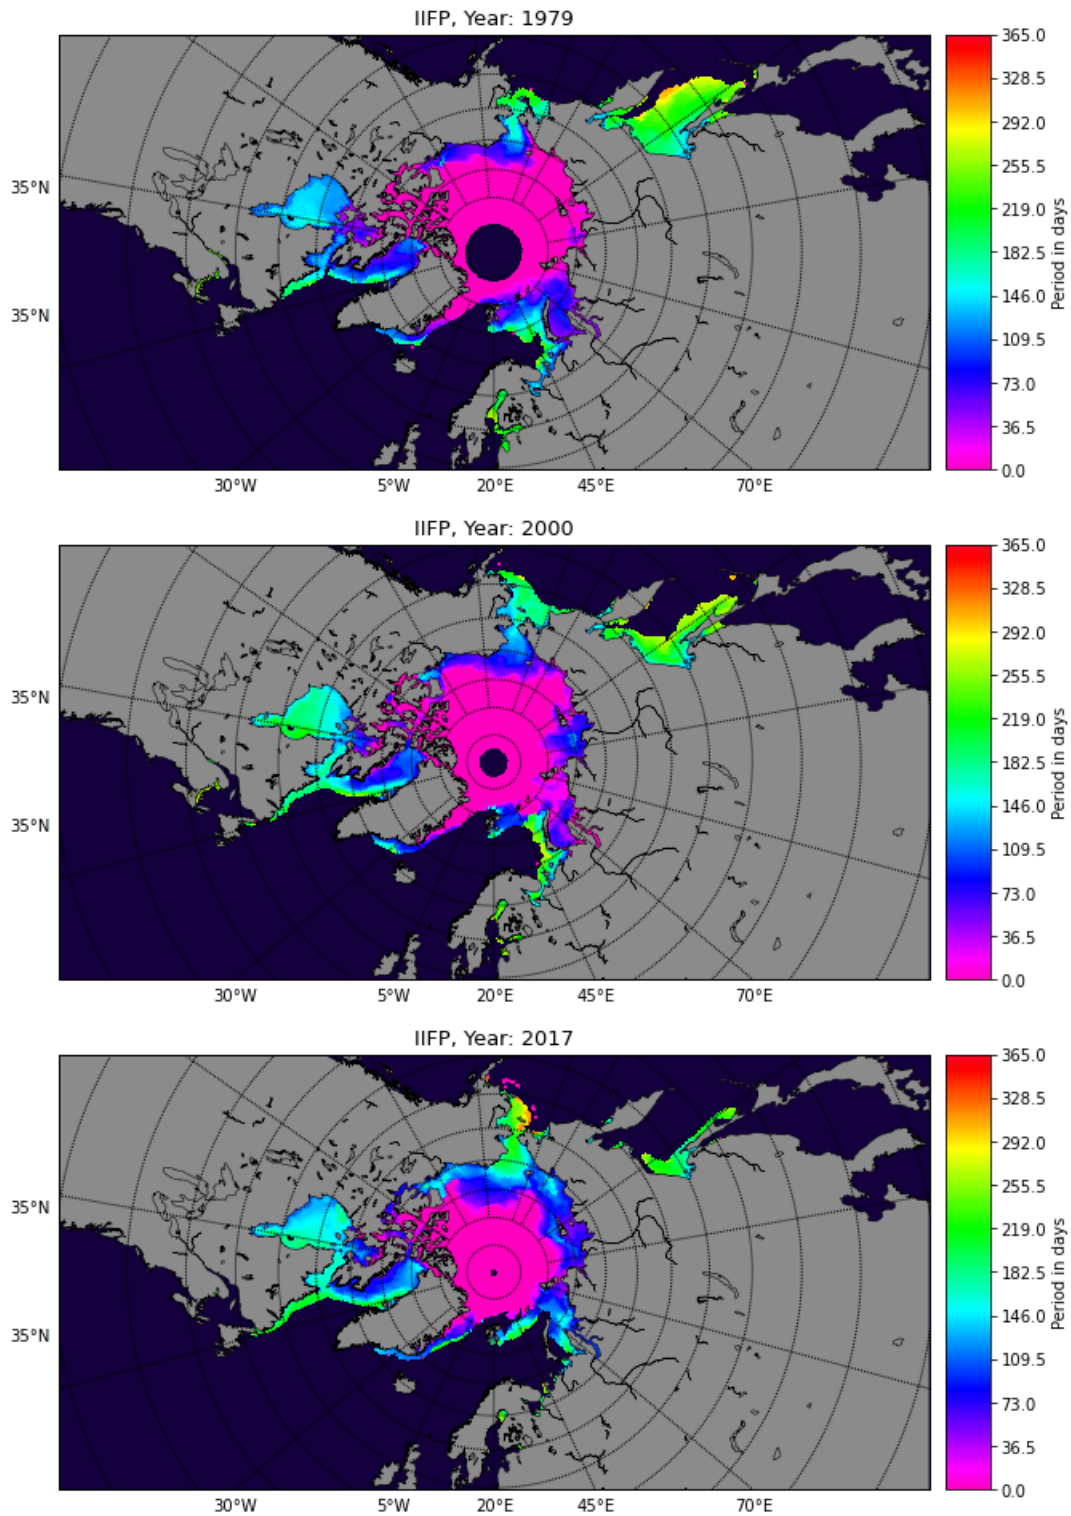 IIFP, Year: 1979
365.0
328.5
292.0
255.5
219.0
182.5
146.0
109.5
73.0
36.5
0.0
Period in days
35°N
35°N
30°W 5°W 20°E 45°E 70°E
IIFP, Year: 2000
365.0
328.5
292.0
255.5
219.0
182.5
146.0
109.5
73.0
36.5
0.0
Period in days
35°N
35°N
30°W 5°W 20°E 45°E 70°E
IIFP, Year: 2017
365.0
328.5
292.0
255.5
219.0
182.5
146.0
109.5
73.0
36.5
0.0
Period in days
35°N
35°N
30°W 5°W 20°E 45°E 70°E